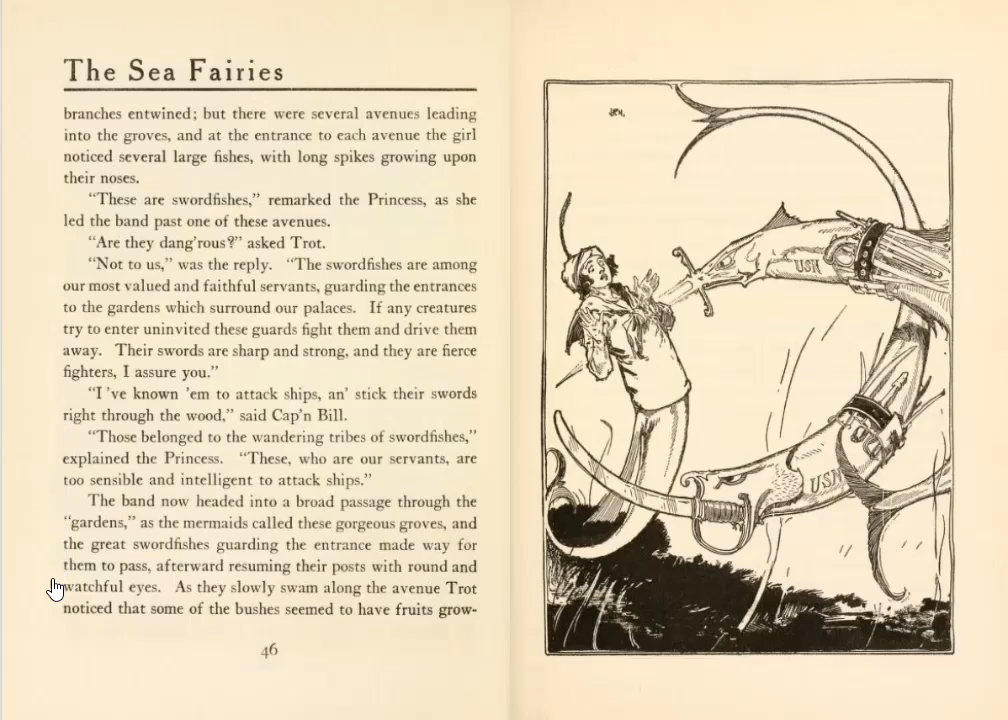 The Sea Fairies
branches entwined; but there were several avenues leading
into the groves, and at the entrance to each avenue the girl
noticed several large fishes, with long spikes growing upon
their noses.
“These are swordfishes,” remarked the Princess, as she
led the band past one of these avenues.
“Are they dang’rous?” asked Trot.
“Not to us,” was the reply. “The swordfishes are among
our most valued and faithful servants, guarding the entrances
to the gardens which surround our palaces. If any creatures
try to enter uninvited these guards fight them and drive them
away. Their swords are sharp and strong, and they are fierce
fighters, I assure you.”
“I ’ve known ’em to attack ships, an’ stick their swords
right through the wood,” said Cap’n Bill.
“Those belonged to the wandering tribes of swordfishes,”
explained the Princess. “These, who are our servants, are
too sensible and intelligent to attack ships.”
The band now headed into a broad passage through the
“gardens,” as the mermaids called these gorgeous groves, and
the great swordfishes guarding the entrance made way for
them to pass, afterward resuming their posts with round and
watchful eyes. As they slowly swam along the avenue Trot
noticed that some of the bushes seemed to have fruits grow-
46
USN
USN